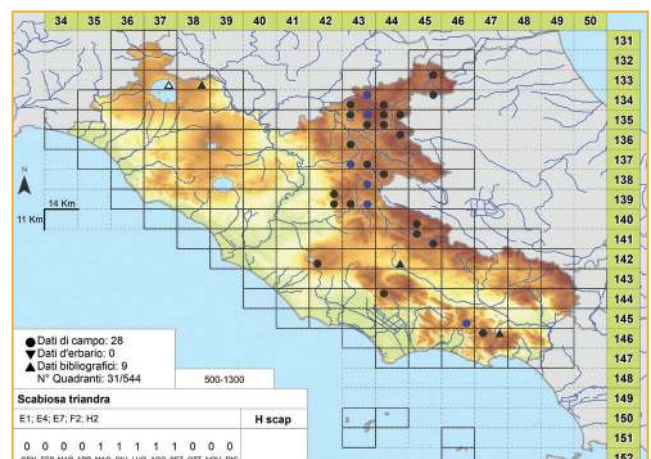 34 35 36 37 38 39 40 41 42 43 44 45 46 47 48 49 50
131
132
133
134
135
136
137
138
139
140
141
142
143
144
145
146
147
148
149
150
151
152
N
14 Km
11 Km
Dati di campo: 28
Dati d'erbario: 0
Dati bibliografici: 9
N° Quadranti: 31/544
500-1300
Scabiosa triandra
E1; E4; E7; F2; H2
H scap
0 0 0 0 1 1 1 1 1 0 0 0